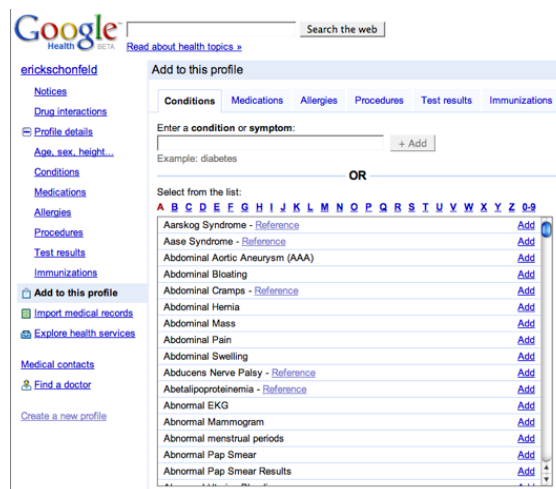 Google™
Health BETA
Search the web
Read about health topics »
erickschonfeld
Notices
Drug interactions
Profile details
Age, sex, height...
Conditions
Medications
Allergies
Procedures
Test results
Immunizations
Add to this profile
Import medical records
Explore health services
Medical contacts
Find a doctor
Create a new profile
Add to this profile
Conditions Medications Allergies Procedures Test results Immunizations
Enter a condition or symptom:
+ Add
Example: diabetes
OR
Select from the list:
A B C D E F G H I J K L M N O P Q R S T U V W X Y Z 0-9
Aarskog Syndrome - Reference Add
Aase Syndrome - Reference Add
Abdominal Aortic Aneurysm (AAA) Add
Abdominal Bloating Add
Abdominal Cramps - Reference Add
Abdominal Hernia Add
Abdominal Mass Add
Abdominal Pain Add
Abdominal Swelling Add
Abducens Nerve Palsy - Reference Add
Abetalipoproteinemia - Reference Add
Abnormal EKG Add
Abnormal Mammogram Add
Abnormal menstrual periods Add
Abnormal Pap Smear Add
Abnormal Pap Smear Results Add